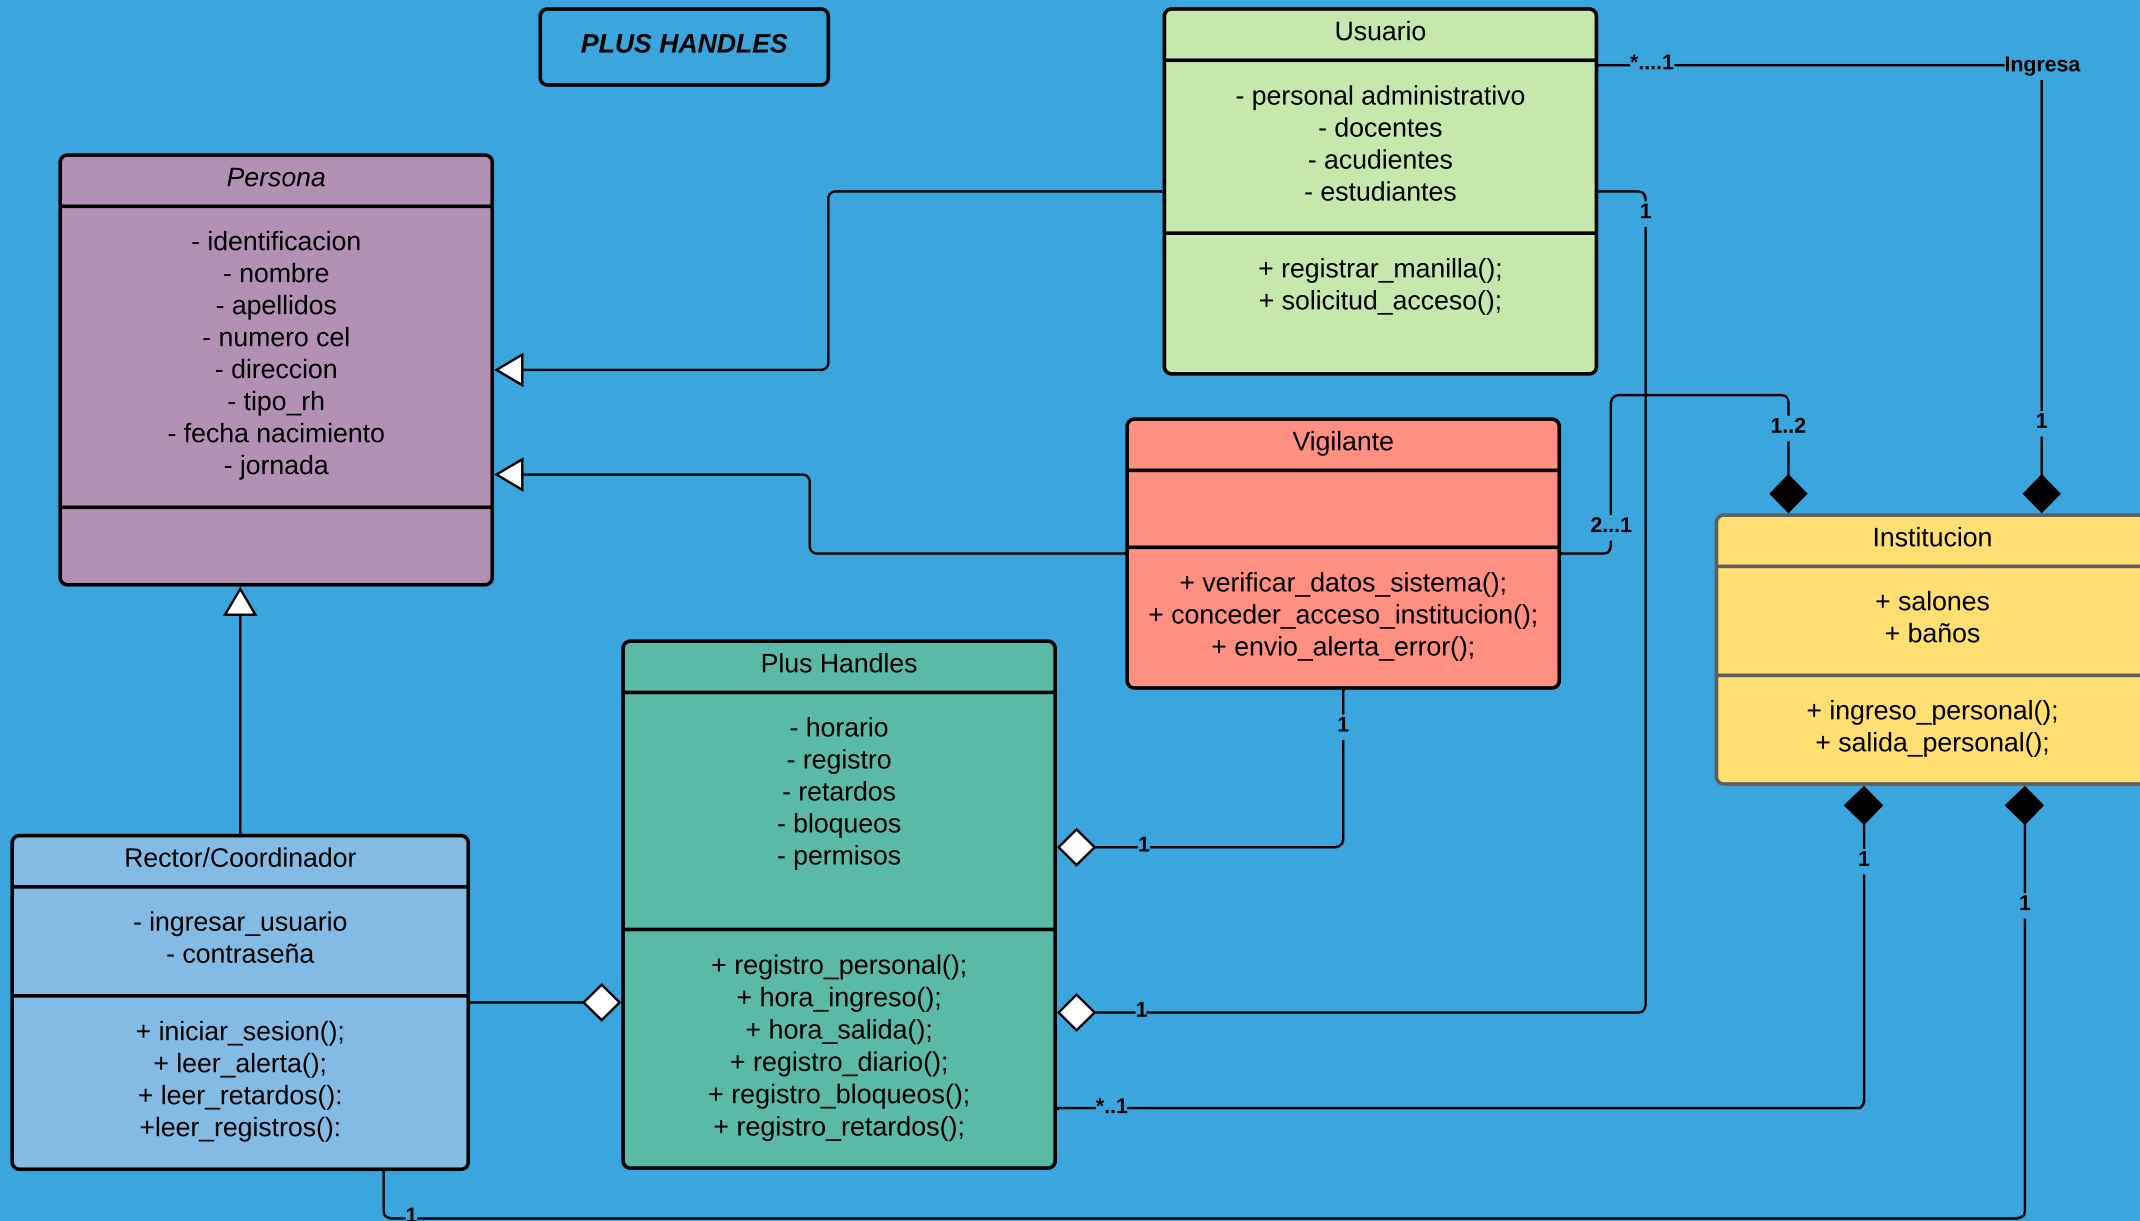 PLUS HANDLES
Usuario
- personal administrativo
- docentes
- acudientes
- estudiantes
+ registrar_manilla();
+ solicitud_acceso();
*....1
Ingresa
1
1
Persona
- identificacion
- nombre
- apellidos
- numero cel
- direccion
- tipo_rh
- fecha nacimiento
- jornada
Vigilante
+ verificar_datos_sistema();
+ conceder_acceso_institucion();
+ envio_alerta_error();
2...1
1..2
1
1
Institucion
+ salones
+ baños
+ ingreso_personal();
+ salida_personal();
1
1
Plus Handles
- horario
- registro
- retardos
- bloqueos
- permisos
+ registro_personal();
+ hora_ingreso();
+ hora_salida();
+ registro_diario();
+ registro_bloqueos();
+ registro_retardos();
1
*..1
Rector/Coordinador
- ingresar_usuario
- contraseña
+ iniciar_sesion();
+ leer_alerta();
+ leer_retardos():
+leer_registros():
1